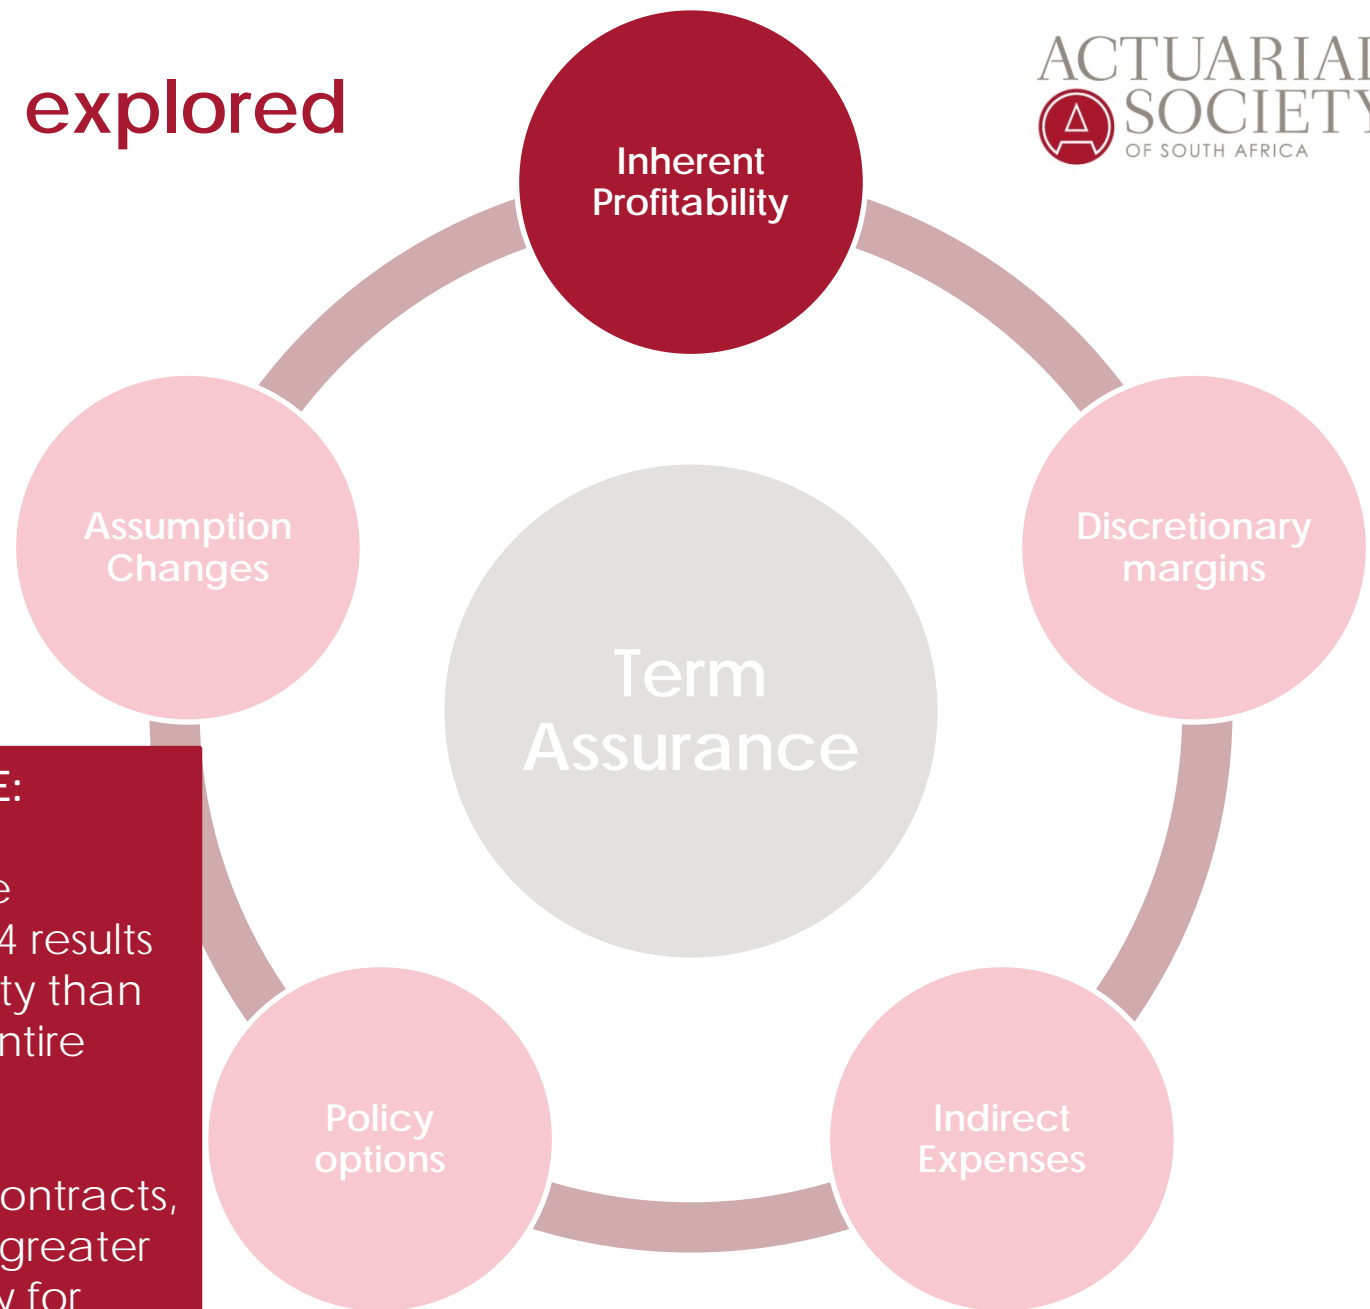 explored
ACTUARIAL
SOCIETY
OF SOUTH AFRICA
Inherent
Profitability
Assumption
Changes
Discretionary
margins
Term
Assurance
E:
e
4 results
ty than
ntire
ontracts,
greater
y for
Policy
options
Indirect
Expenses